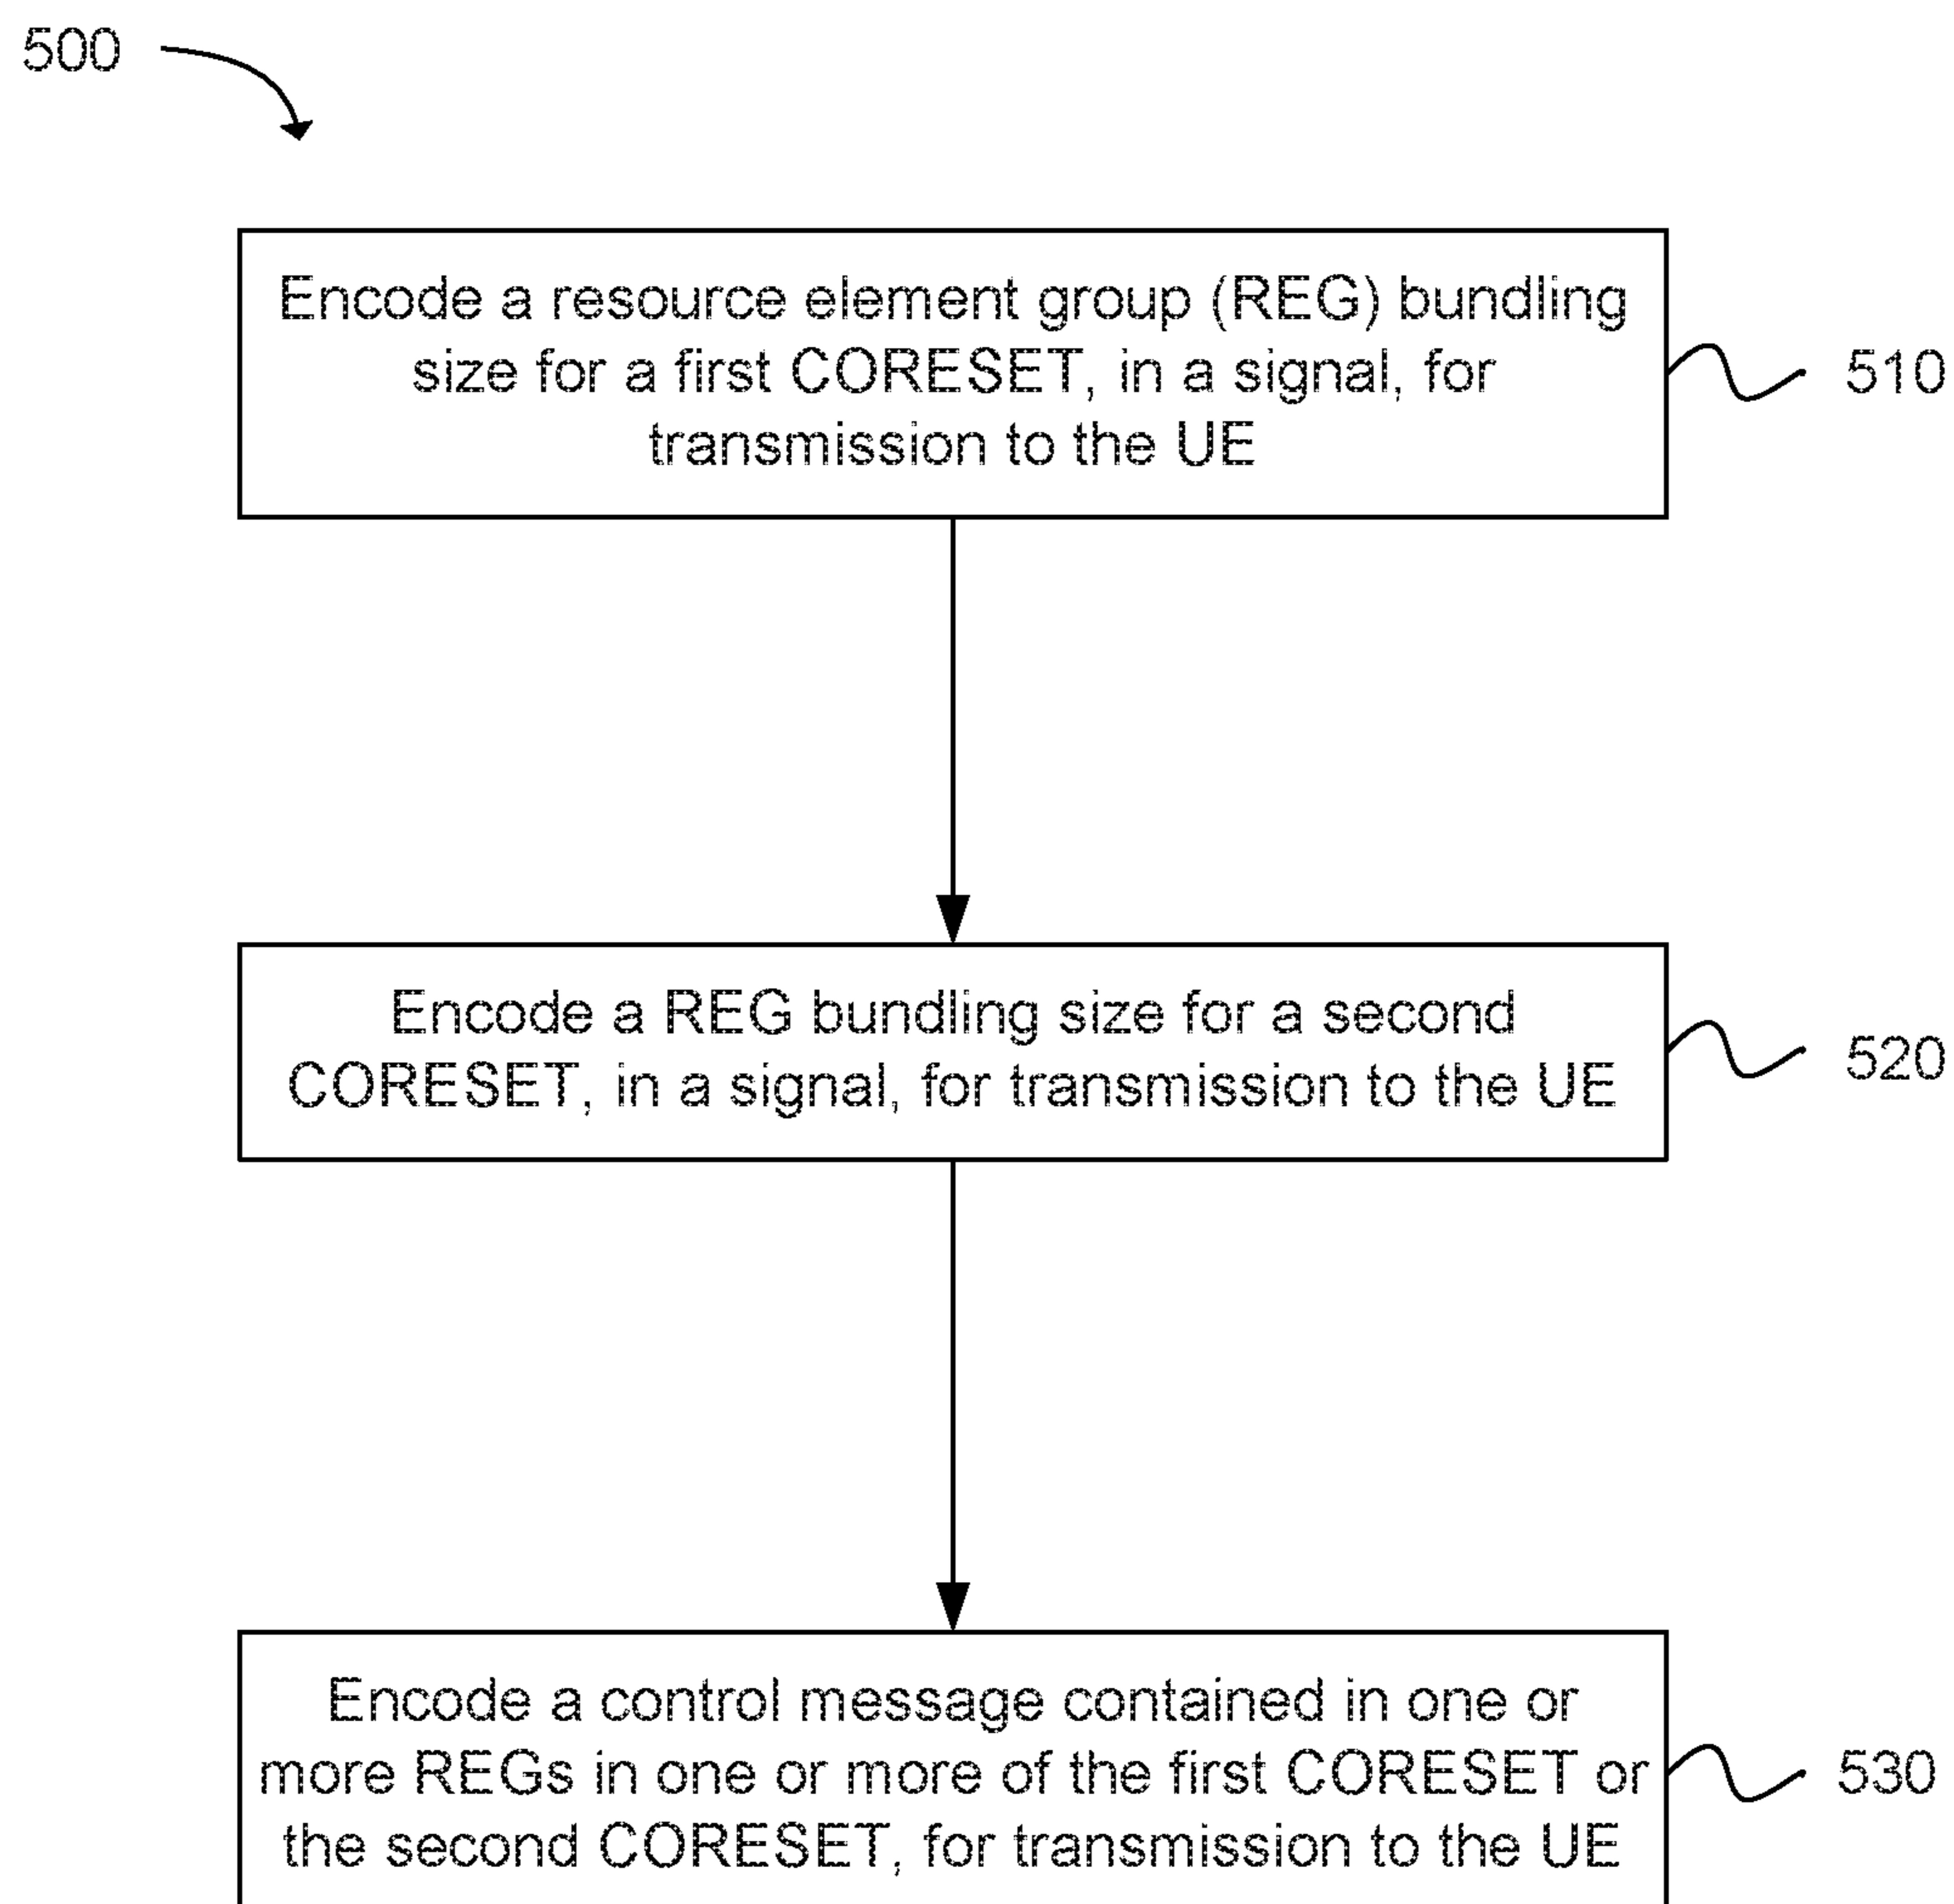 500
Encode a resource element group (REG) bundling
size for a first CORESET, in a signal, for
transmission to the UE
510
Encode a REG bundling size for a second
CORESET, in a signal, for transmission to the UE
520
Encode a control message contained in one or
more REGs in one or more of the first CORESET or
the second CORESET, for transmission to the UE
530